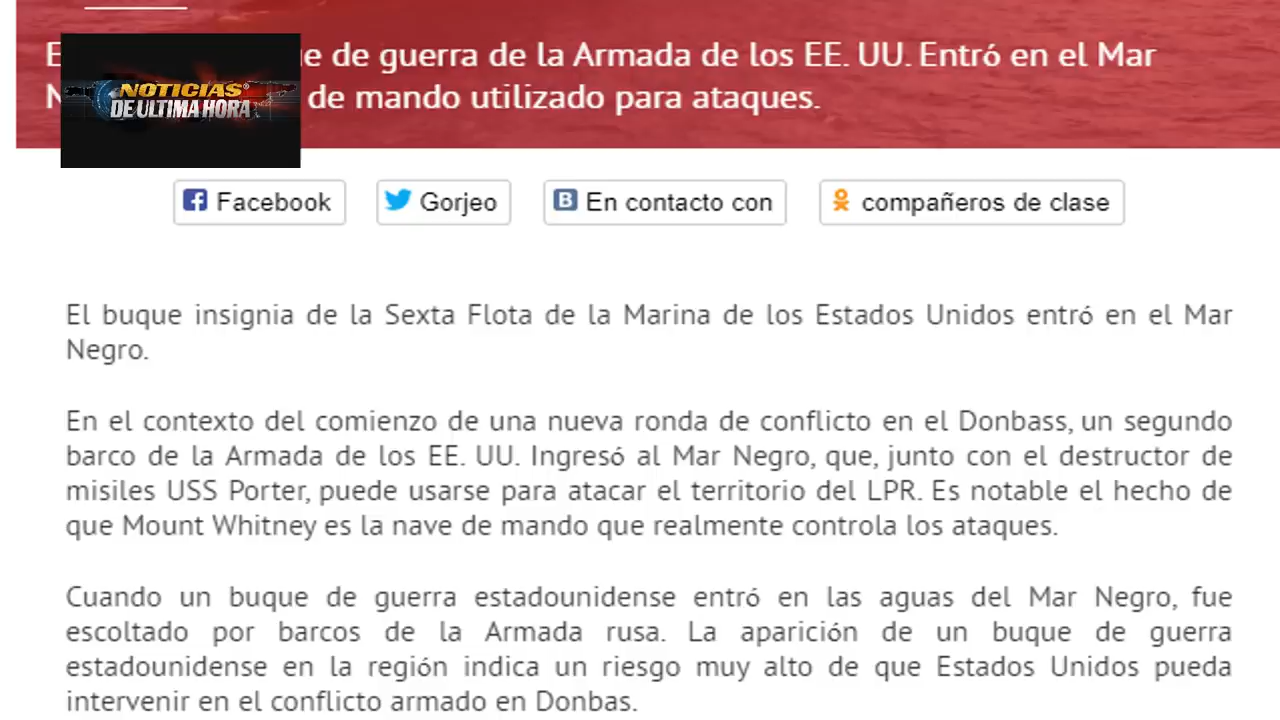 E
ue de guerra de la Armada de los EE. UU. Entró en el Mar
N
de mando utilizado para ataques.
NOTICIAS
DE ULTIMA HORA
Facebook
Gorjeo
En contacto con
compañeros de clase
El buque insignia de la Sexta Flota de la Marina de los Estados Unidos entró en el Mar
Negro.
En el contexto del comienzo de una nueva ronda de conflicto en el Donbass, un segundo
barco de la Armada de los EE. UU. Ingresó al Mar Negro, que, junto con el destructor de
misiles USS Porter, puede usarse para atacar el territorio del LPR. Es notable el hecho de
que Mount Whitney es la nave de mando que realmente controla los ataques.
Cuando un buque de guerra estadounidense entró en las aguas del Mar Negro, fue
escoltado por barcos de la Armada rusa. La aparición de un buque de guerra
estadounidense en la región indica un riesgo muy alto de que Estados Unidos pueda
intervenir en el conflicto armado en Donbas.